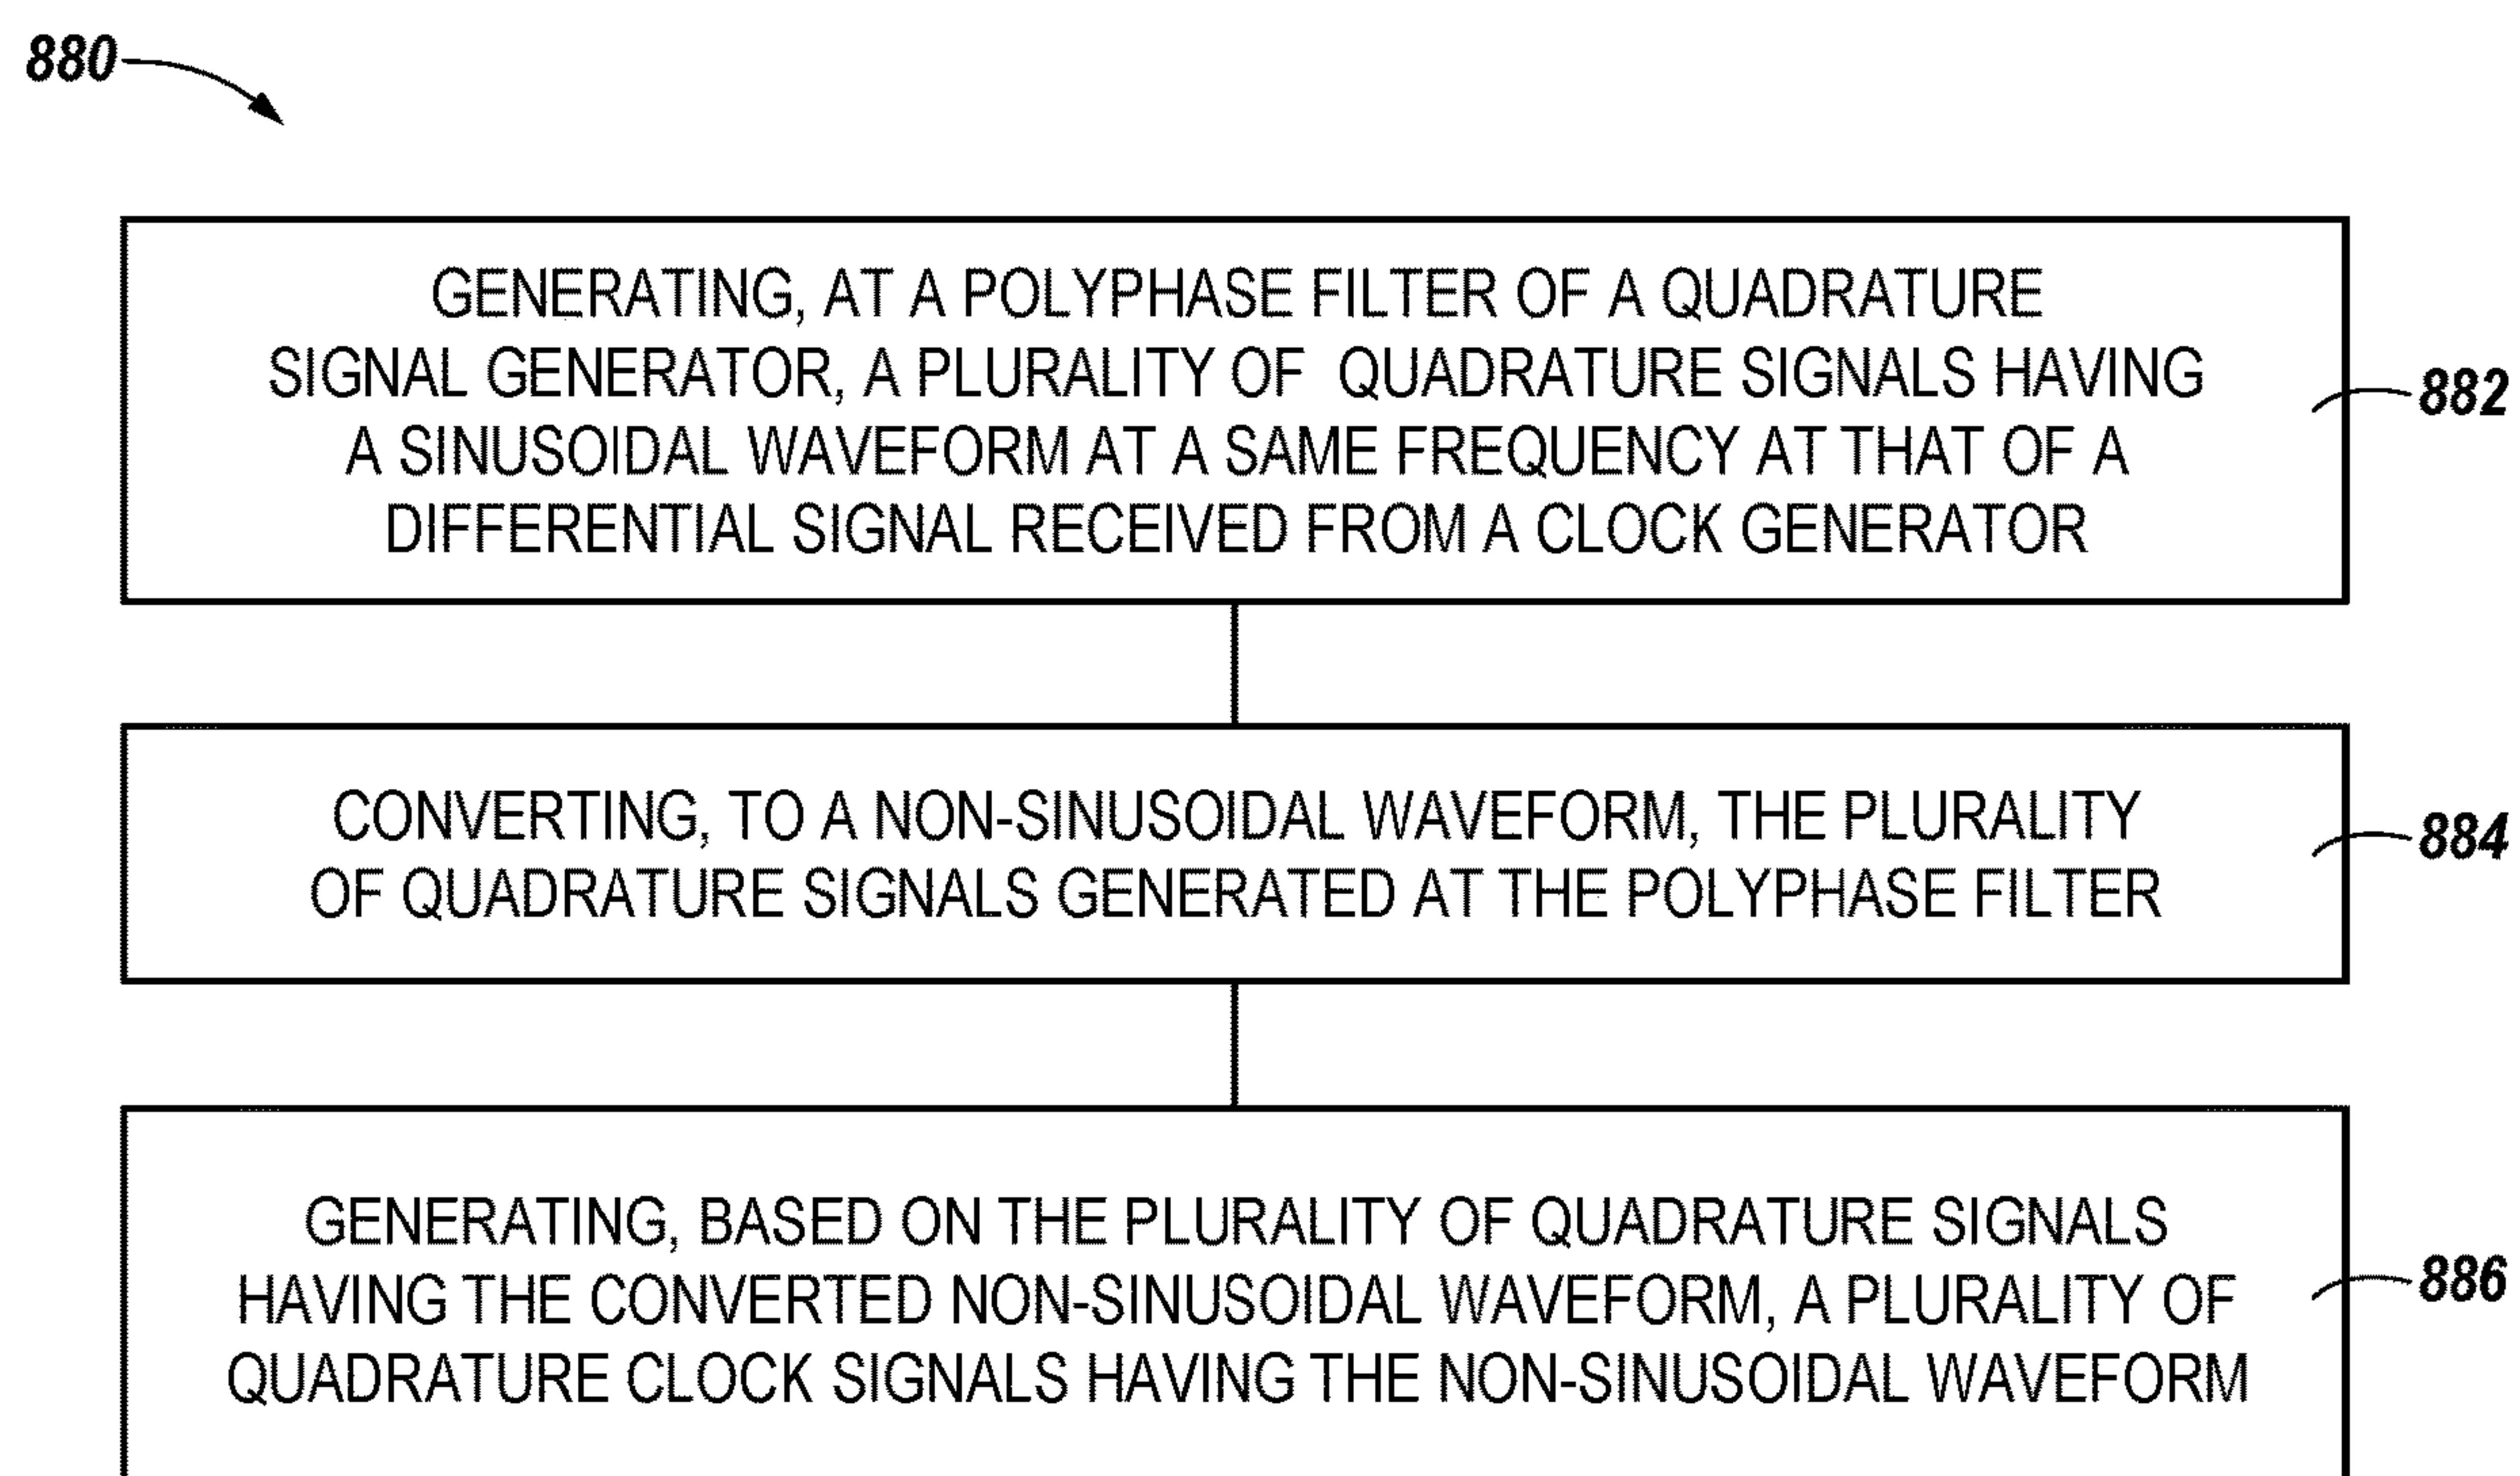 880
GENERATING, AT A POLYPHASE FILTER OF A QUADRATURE
SIGNAL GENERATOR, A PLURALITY OF QUADRATURE SIGNALS HAVING
A SINUSOIDAL WAVEFORM AT A SAME FREQUENCY AT THAT OF A
DIFFERENTIAL SIGNAL RECEIVED FROM A CLOCK GENERATOR
882
CONVERTING, TO A NON-SINUSOIDAL WAVEFORM, THE PLURALITY
OF QUADRATURE SIGNALS GENERATED AT THE POLYPHASE FILTER
884
GENERATING, BASED ON THE PLURALITY OF QUADRATURE SIGNALS
HAVING THE CONVERTED NON-SINUSOIDAL WAVEFORM, A PLURALITY OF
QUADRATURE CLOCK SIGNALS HAVING THE NON-SINUSOIDAL WAVEFORM
886